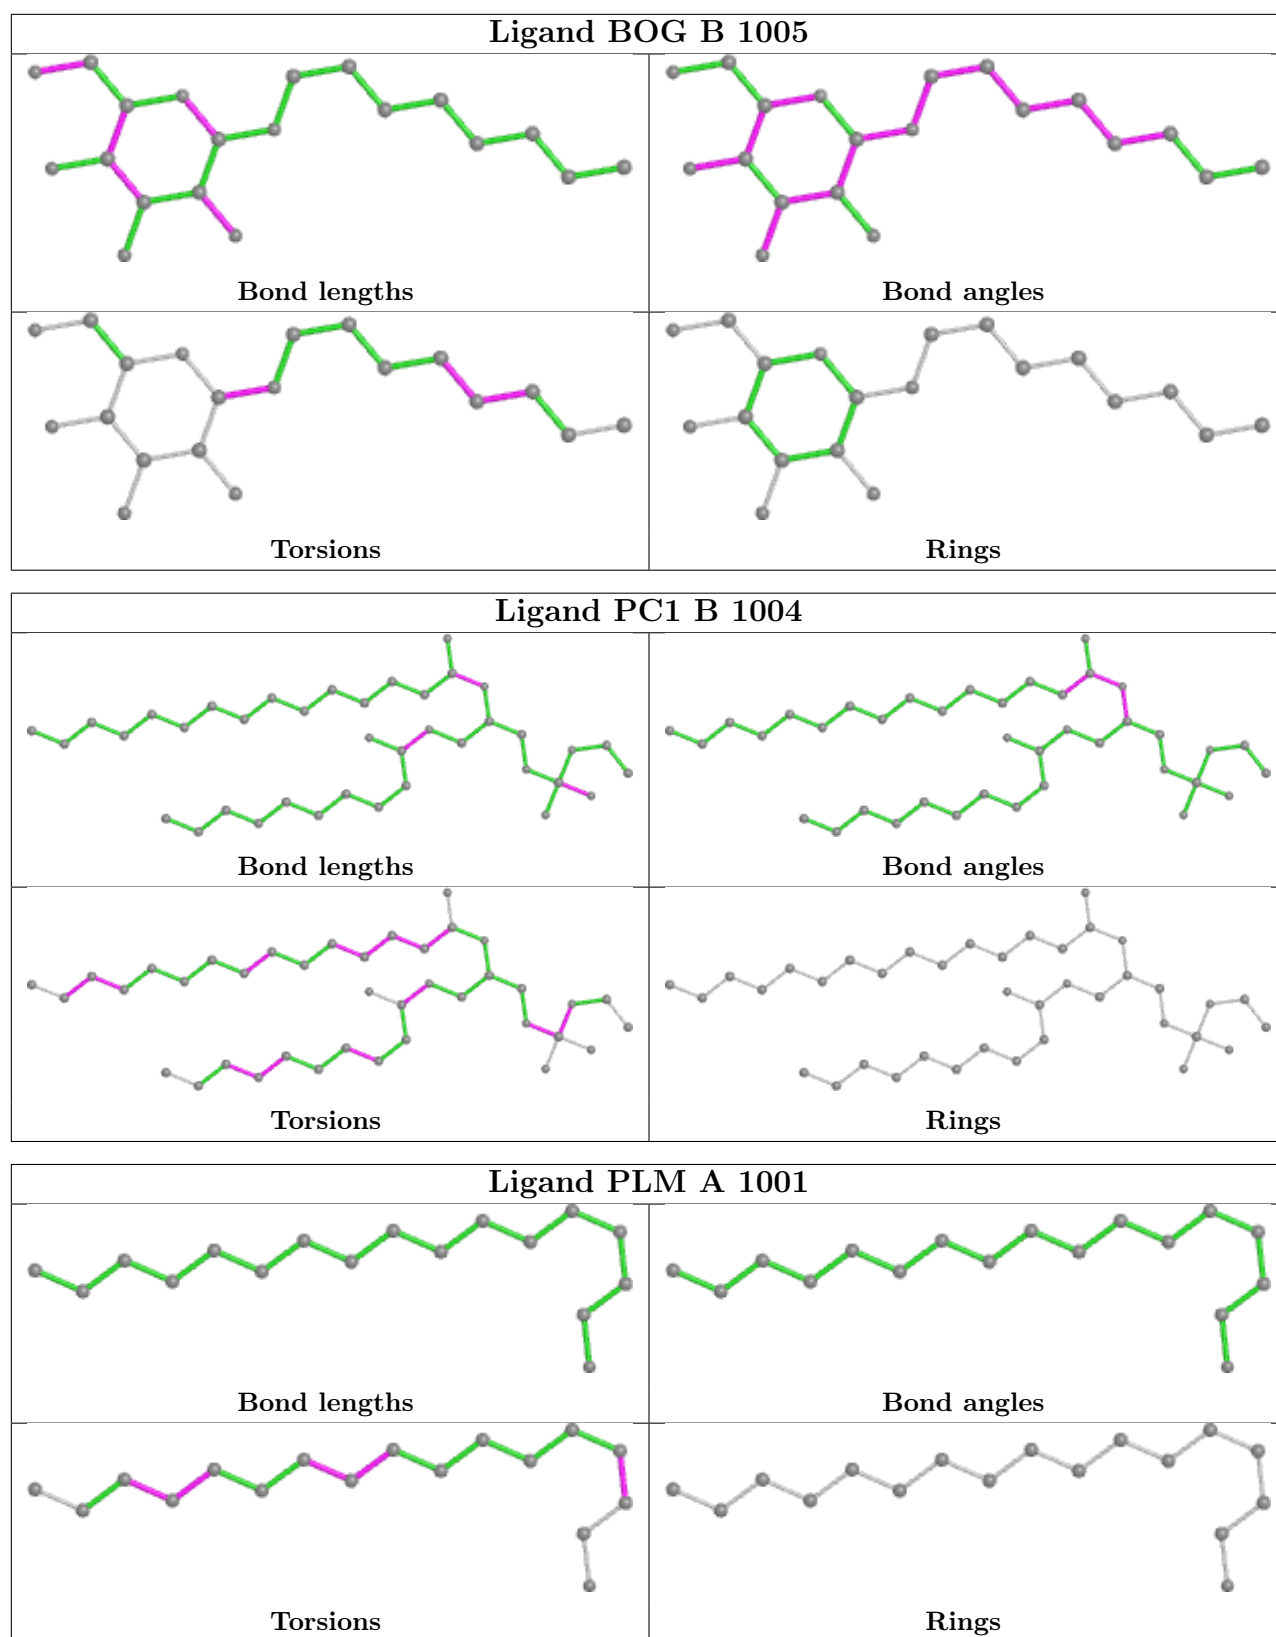 Ligand BOG B 1005
Bond lengths
Bond angles
Torsions
Rings
Ligand PC1 B 1004
Bond lengths
Bond angles
Torsions
Rings
Ligand PLM A 1001
Bond lengths
Bond angles
Torsions
Rings